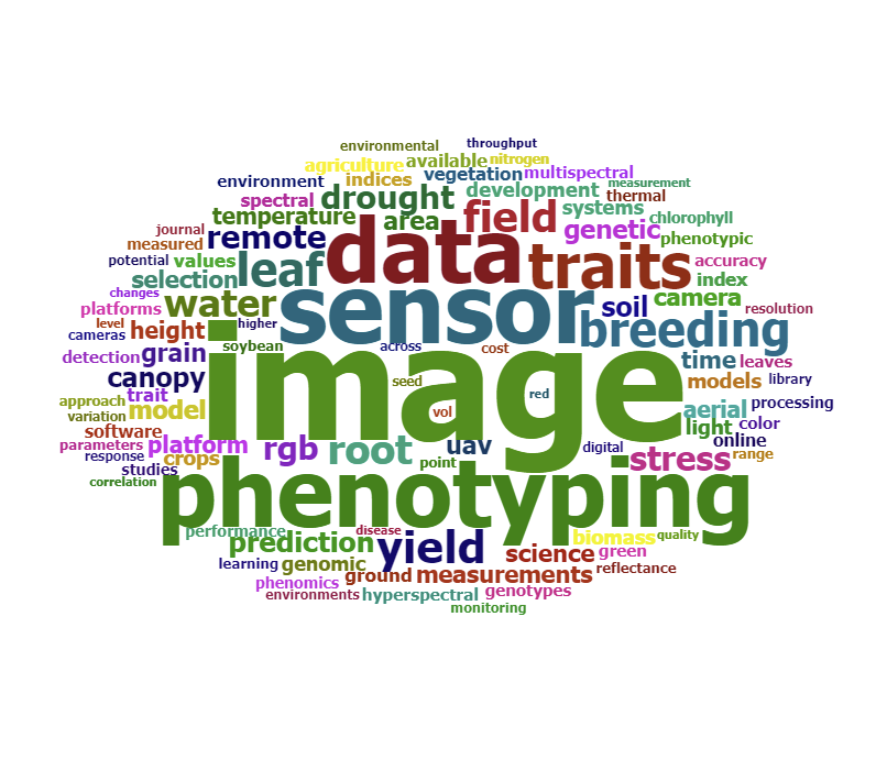 throughput
environmental
agriculture available nitrogen
vegetation multispectral
environment indices development measurement
spectral drought thermal
temperature area field systems chlorophyll
journal remote data genetic phenotypic
measured
potential values leaf traits accuracy
selection index
changes water sensor soil camera
platforms resolution
level height breeding
cameras higher
soybean across cost time leaves
detection grain image
canopy seed red models library
approach trait
variation model vol aerial processing
software light color
parameters platform rgb root uav digital online
response crops point stress range
studies
correlation phenotyping
performance disease biomass quality
prediction yield science green
learning genomic reflectance
phenomics ground measurements
environments hyperspectral genotypes
monitoring